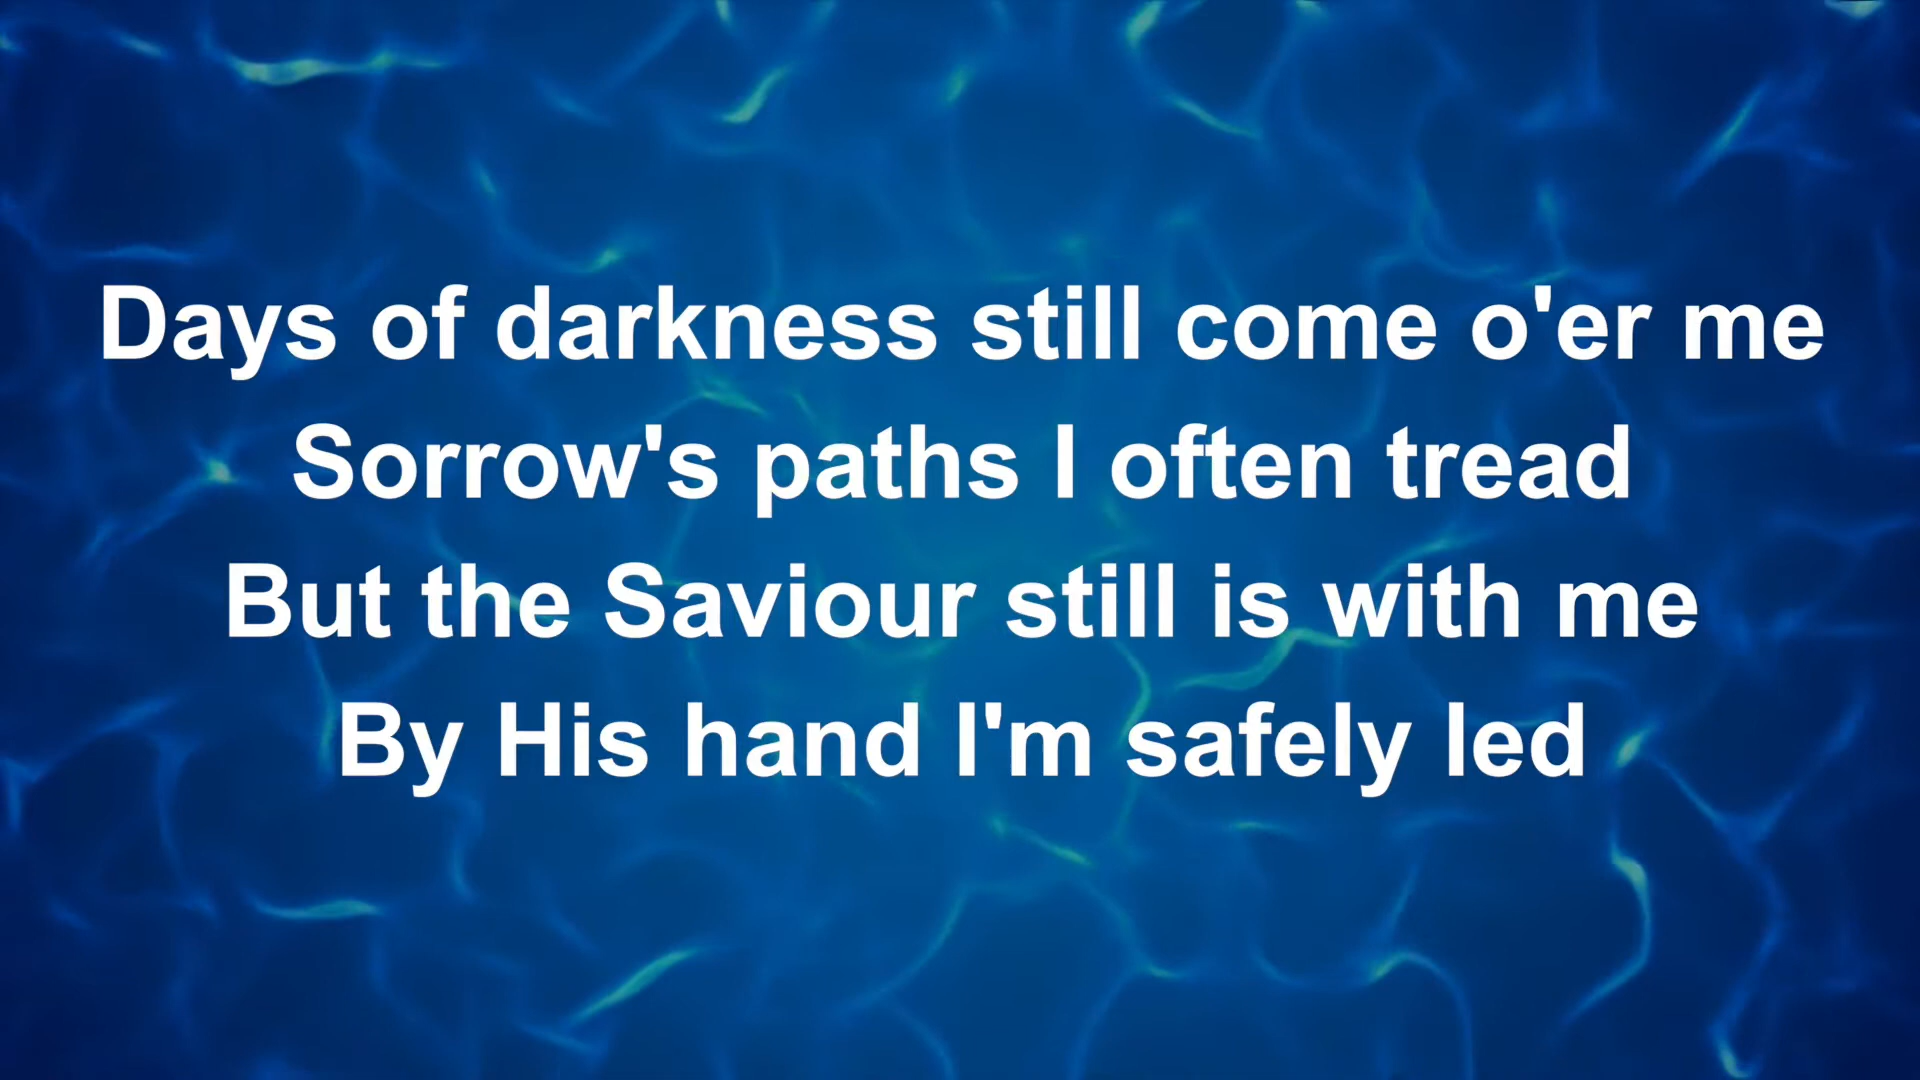 Days of darkness still come o'er me
Sorrow's paths I often tread
But the Saviour still is with me
By His hand I'm safely led